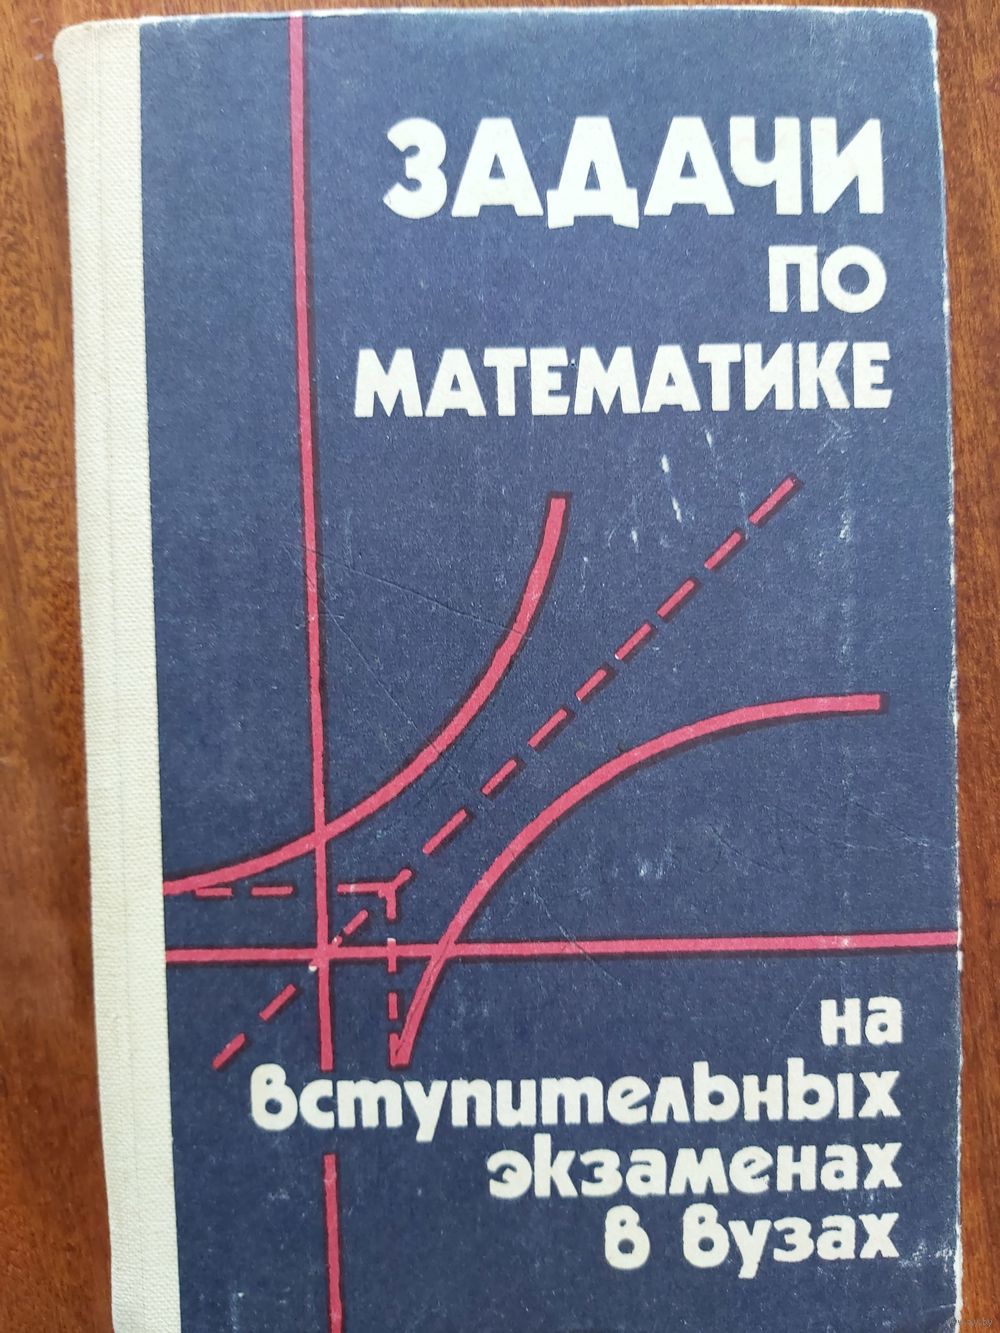 ЗАДАЧИ
ПО
МАТЕМАТИКЕ
на
вступительных
экзаменах
в вузах